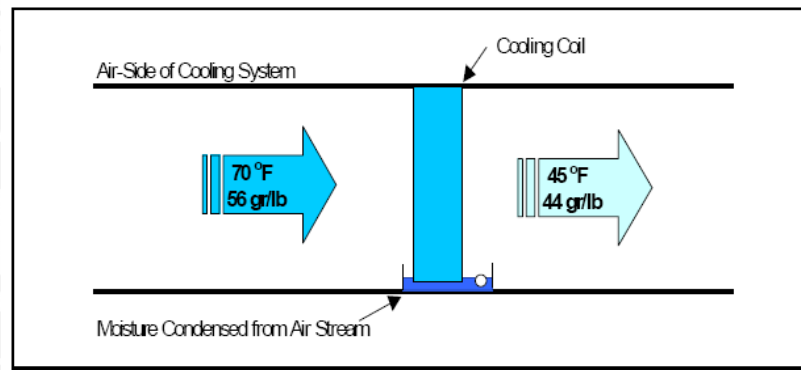 Cooling Coil
Air-Side of Cooling System
70 °F
56 gr/lb
45 °F
44 gr/lb
Moisture Condensed from Air Stream